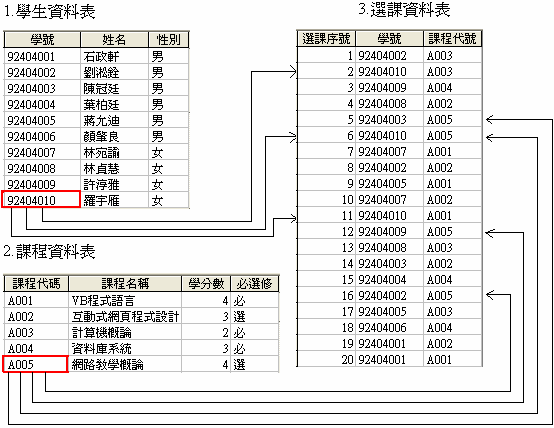 1.學生資料表
學號 姓名 性別
92404001 石政軒 男
92404002 劉淞銓 男
92404003 陳冠廷 男
92404004 葉柏廷 男
92404005 蔣允迪 男
92404006 顏肇良 男
92404007 林宛諭 女
92404008 林貞慧 女
92404009 許渟雅 女
92404010 羅宇雁 女
2.課程資料表
課程代碼 課程名稱 學分數 必選修
A001 VB程式語言 4 必
A002 互動式網頁程式設計 3 選
A003 計算機概論 2 必
A004 資料庫系統 3 必
A005 網路教學概論 4 選
3.選課資料表
選課序號 學號 課程代號
1 92404002 A003
2 92404010 A003
3 92404009 A004
4 92404008 A002
5 92404003 A005
6 92404010 A005
7 92404007 A001
8 92404002 A002
9 92404005 A001
10 92404007 A002
11 92404010 A001
12 92404009 A005
13 92404008 A003
14 92404003 A002
15 92404004 A004
16 92404002 A005
17 92404005 A003
18 92404006 A004
19 92404001 A002
20 92404001 A001